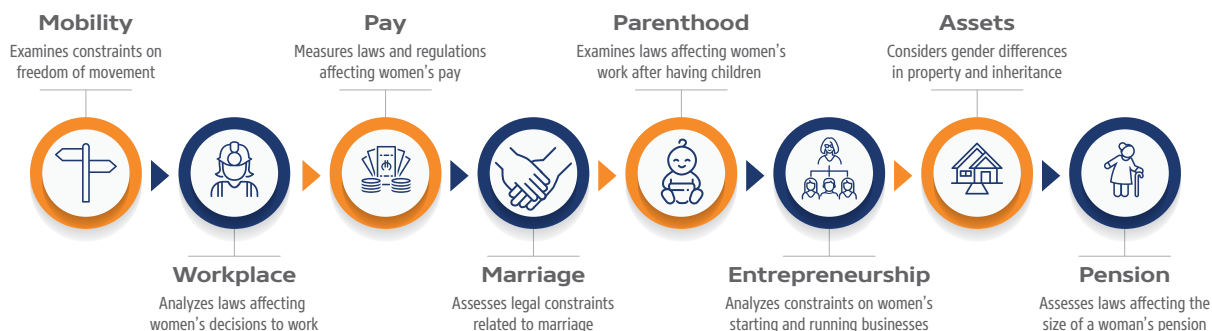 Mobility
Examines constraints on
freedom of movement
Pay
Measures laws and regulations
affecting women's pay
Parenthood
Examines laws affecting women's
work after having children
Assets
Considers gender differences
in property and inheritance
Workplace
Analyzes laws affecting
women's decisions to work
Marriage
Assesses legal constraints
related to marriage
Entrepreneurship
Analyzes constraints on women's
starting and running businesses
Pension
Assesses laws affecting the
size of a woman's pension